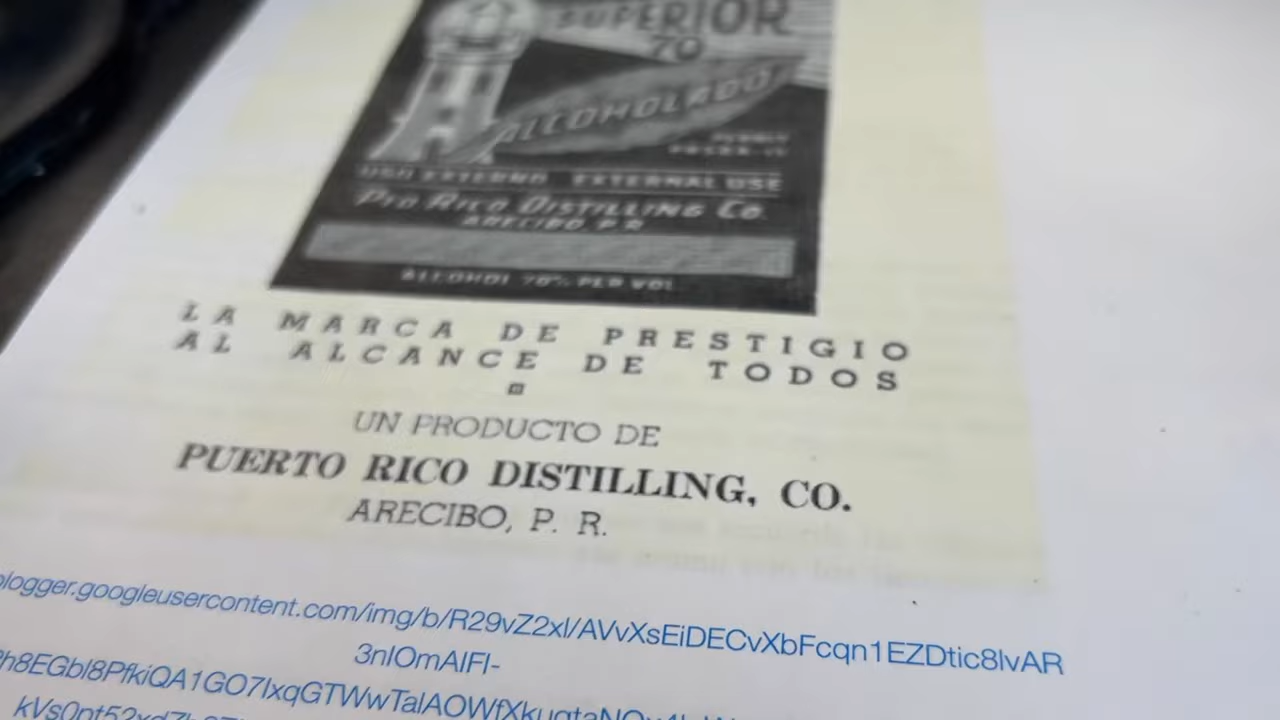 SUPERIOR
70
ALCOHOLADO
USO EXTERNO EXTERNAL USE
PTO RICO DISTILLING CO.
ARECIBO P R
ALCOHOL 70% PER VOL
LA MARCA DE PRESTIGIO
AL ALCANCE DE TODOS
UN PRODUCTO DE
PUERTO RICO DISTILLING, CO.
ARECIBO, P. R.
blogger.googleusercontent.com/img/b/R29vZ2xl/AVvXsEiDECvXbFcqn1EZDtic8lvAR
3nlOmAlFl-